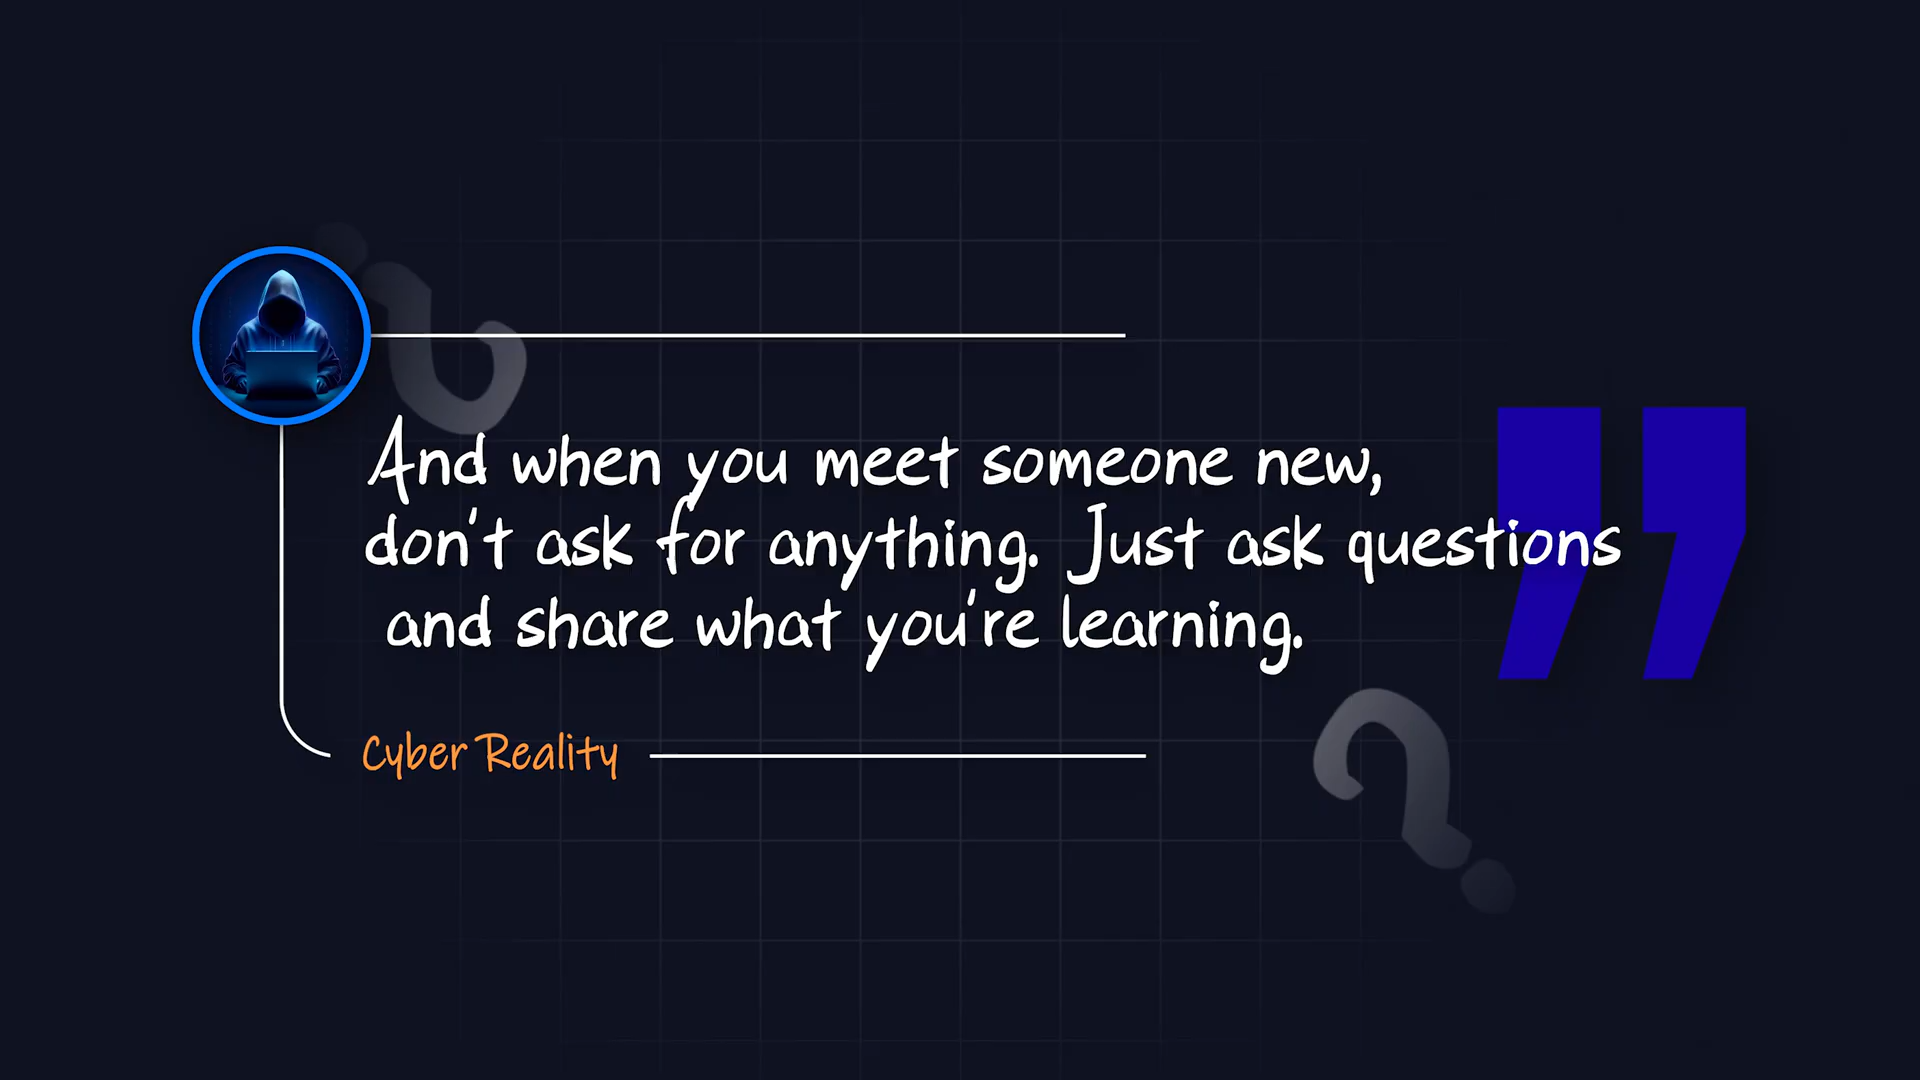 And when you meet someone new,
don't ask for anything. Just ask questions
and share what you're learning.
Cyber Reality